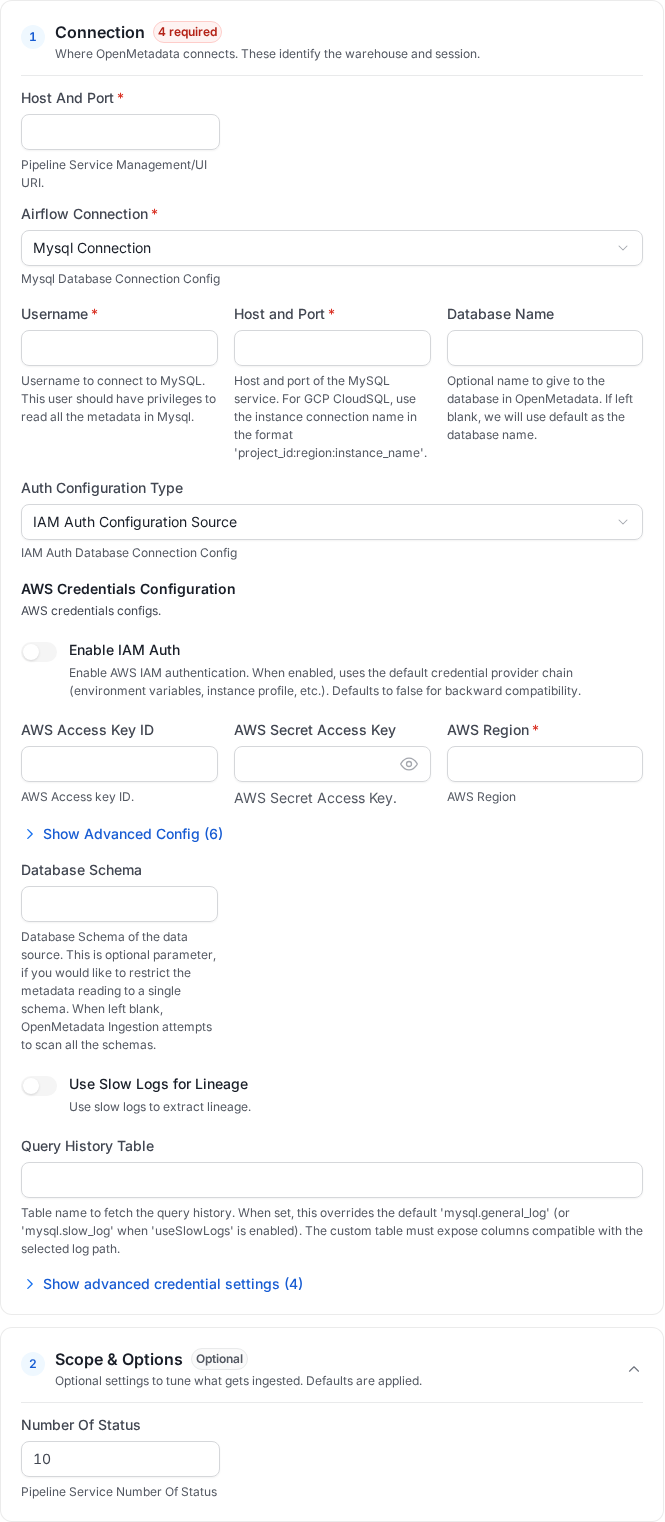 1
Connection 4 required
Where OpenMetadata connects. These identify the warehouse and session.
Host And Port *
Pipeline Service Management/UI
URI.
Airflow Connection *
Mysql Connection
Mysql Database Connection Config
Username *
Username to connect to MySQL.
This user should have privileges to
read all the metadata in Mysql.
Host and Port *
Host and port of the MySQL
service. For GCP CloudSQL, use
the instance connection name in
the format
'project_id:region:instance_name'.
Database Name
Optional name to give to the
database in OpenMetadata. If left
blank, we will use default as the
database name.
Auth Configuration Type
IAM Auth Configuration Source
IAM Auth Database Connection Config
AWS Credentials Configuration
AWS credentials configs.
Enable IAM Auth
Enable AWS IAM authentication. When enabled, uses the default credential provider chain
(environment variables, instance profile, etc.). Defaults to false for backward compatibility.
AWS Access Key ID
AWS Access key ID.
AWS Secret Access Key
AWS Secret Access Key.
AWS Region *
AWS Region
Show Advanced Config (6)
Database Schema
Database Schema of the data
source. This is optional parameter,
if you would like to restrict the
metadata reading to a single
schema. When left blank,
OpenMetadata Ingestion attempts
to scan all the schemas.
Use Slow Logs for Lineage
Use slow logs to extract lineage.
Query History Table
Table name to fetch the query history. When set, this overrides the default 'mysql.general_log' (or
'mysql.slow_log' when 'useSlowLogs' is enabled). The custom table must expose columns compatible with the
selected log path.
Show advanced credential settings (4)
2
Scope & Options Optional
Optional settings to tune what gets ingested. Defaults are applied.
Number Of Status
10
Pipeline Service Number Of Status